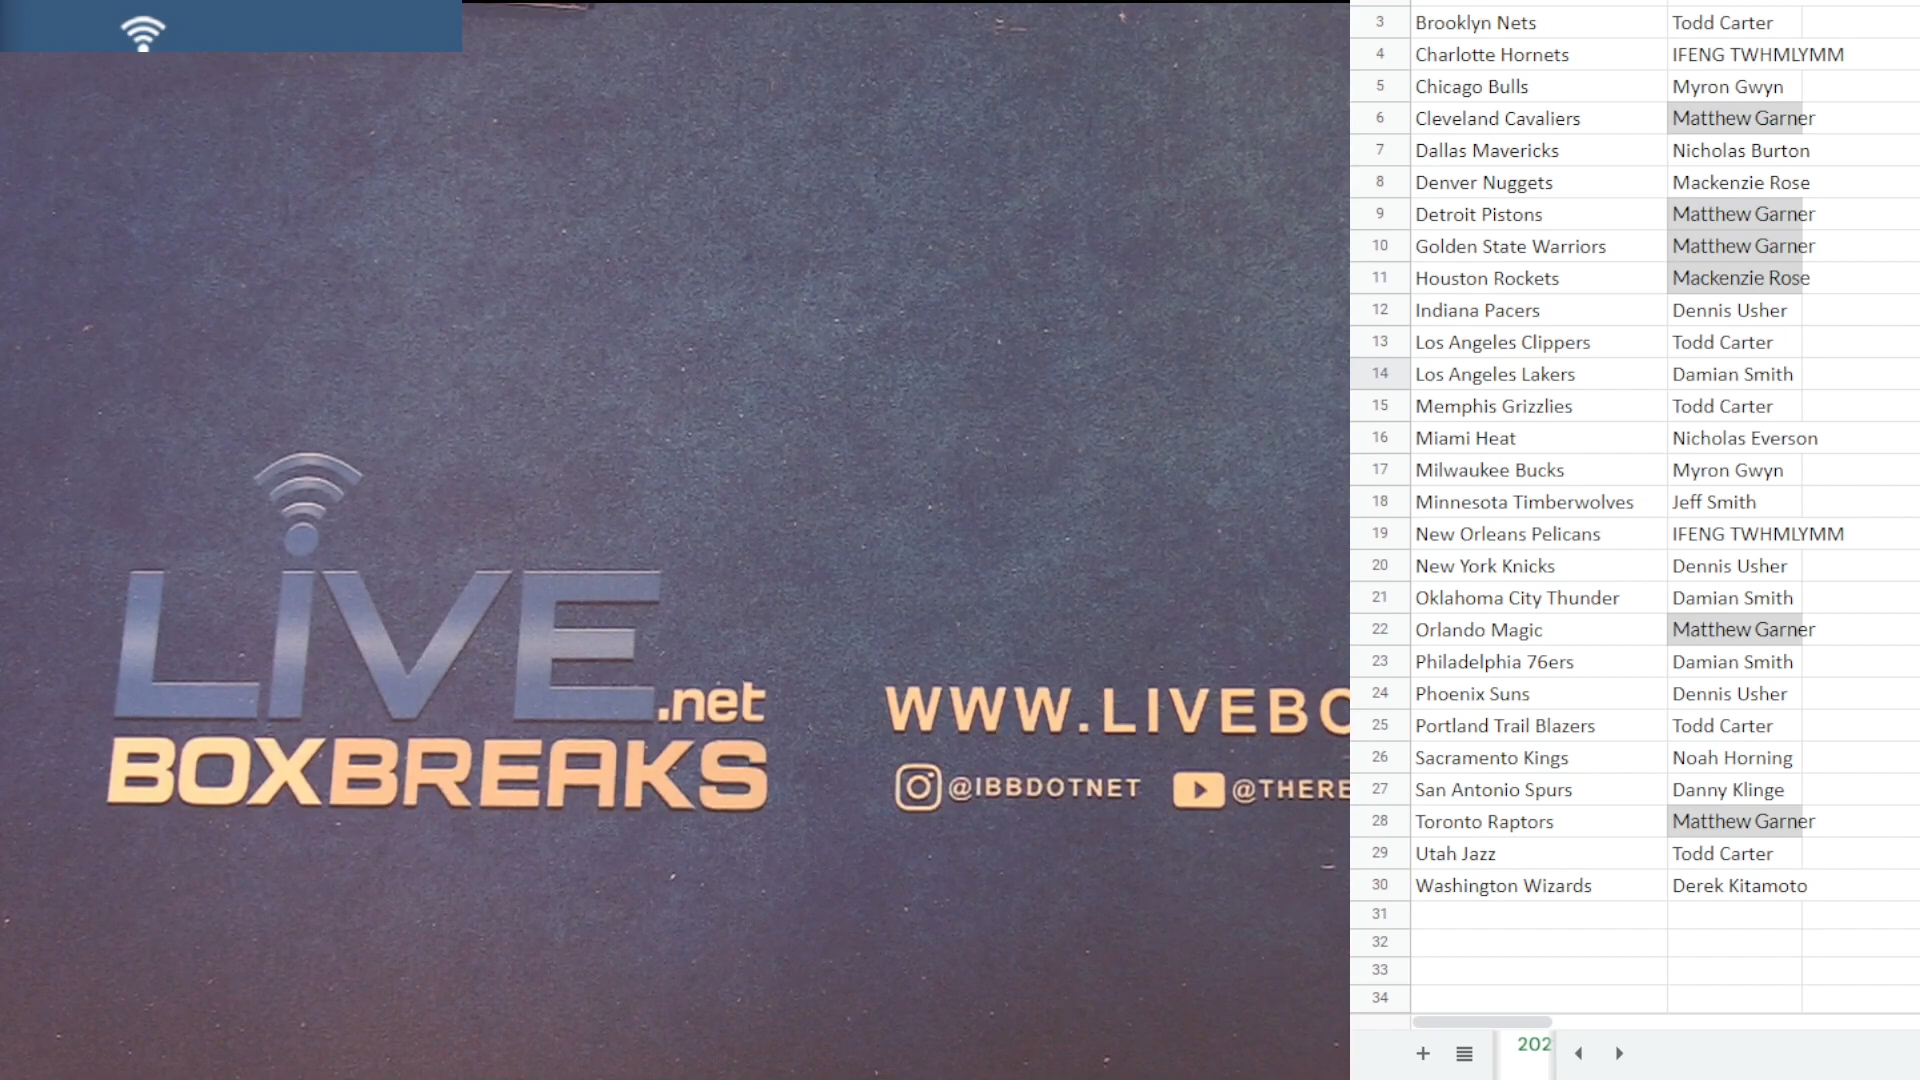 LiVE.net
BOXBREAKS
WWW.LIVEBO
@IBBDOTNET @THERE
3 Brooklyn Nets Todd Carter
4 Charlotte Hornets IFENG TWHMLYMM
5 Chicago Bulls Myron Gwyn
6 Cleveland Cavaliers Matthew Garner
7 Dallas Mavericks Nicholas Burton
8 Denver Nuggets Mackenzie Rose
9 Detroit Pistons Matthew Garner
10 Golden State Warriors Matthew Garner
11 Houston Rockets Mackenzie Rose
12 Indiana Pacers Dennis Usher
13 Los Angeles Clippers Todd Carter
14 Los Angeles Lakers Damian Smith
15 Memphis Grizzlies Todd Carter
16 Miami Heat Nicholas Everson
17 Milwaukee Bucks Myron Gwyn
18 Minnesota Timberwolves Jeff Smith
19 New Orleans Pelicans IFENG TWHMLYMM
20 New York Knicks Dennis Usher
21 Oklahoma City Thunder Damian Smith
22 Orlando Magic Matthew Garner
23 Philadelphia 76ers Damian Smith
24 Phoenix Suns Dennis Usher
25 Portland Trail Blazers Todd Carter
26 Sacramento Kings Noah Horning
27 San Antonio Spurs Danny Klinge
28 Toronto Raptors Matthew Garner
29 Utah Jazz Todd Carter
30 Washington Wizards Derek Kitamoto
31
32
33
34
202